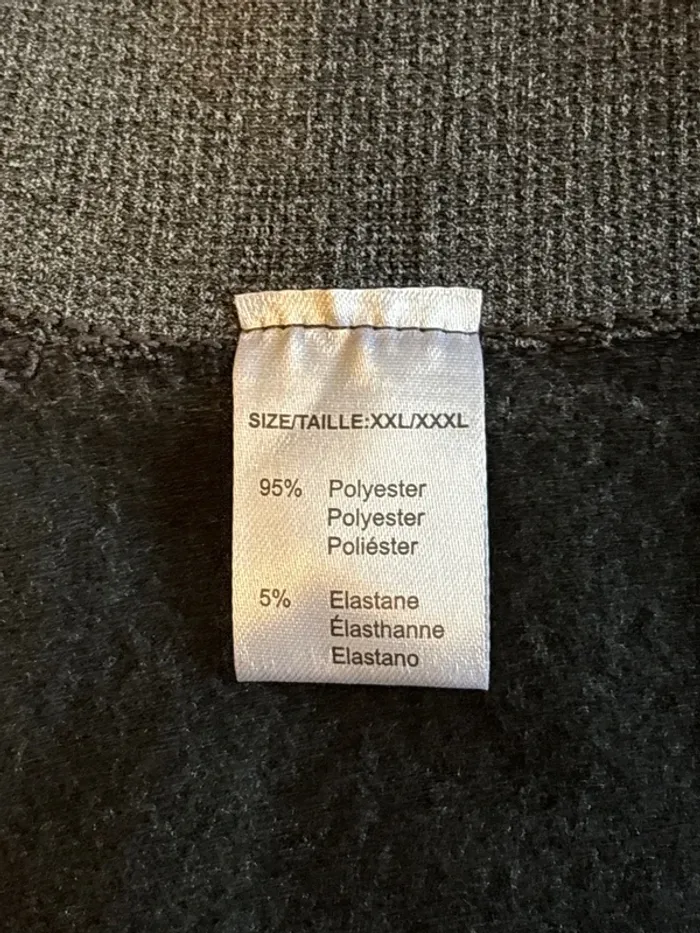 SIZE/TAILLE:XXL/XXXL
95% Polyester
Polyester
Poliéster
5% Elastane
Élasthanne
Elastano